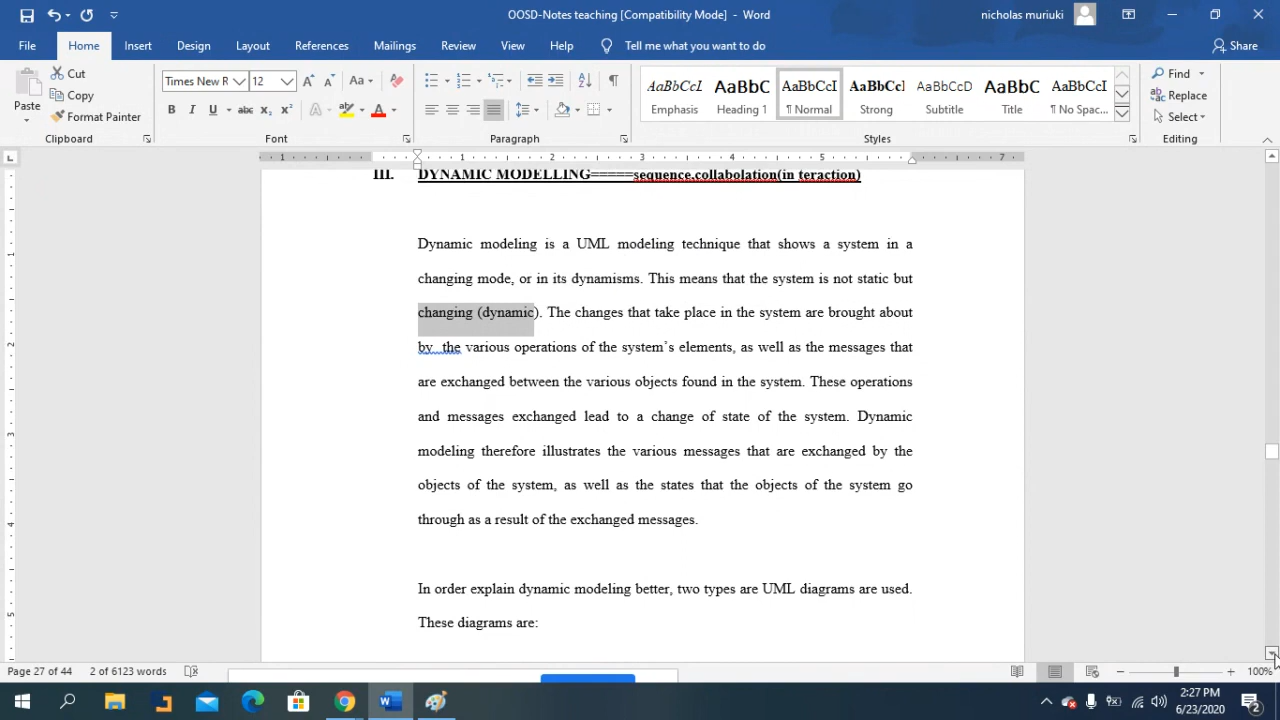 OOSD-Notes teaching [Compatibility Mode] - Word
nicholas muriuki
File Home Insert Design Layout References Mailings Review View Help Tell me what you want to do Share
Paste
Cut
Copy
Format Painter
Clipboard
Times New R 12
Font
Paragraph
AaBbCcI Emphasis
AaBbC Heading 1
AaBbCcI ¶ Normal
AaBbCcl Strong
AaBbCcD Subtitle
AaBbC Title
AaBbCcI ¶ No Spac...
Styles
Find
Replace
Select
Editing
1 1 2 3 4 5 7
III. DYNAMIC MODELLING=====sequence,collabolation(in teraction)
Dynamic modeling is a UML modeling technique that shows a system in a
changing mode, or in its dynamisms. This means that the system is not static but
changing (dynamic). The changes that take place in the system are brought about
by the various operations of the system's elements, as well as the messages that
are exchanged between the various objects found in the system. These operations
and messages exchanged lead to a change of state of the system. Dynamic
modeling therefore illustrates the various messages that are exchanged by the
objects of the system, as well as the states that the objects of the system go
through as a result of the exchanged messages.
In order explain dynamic modeling better, two types are UML diagrams are used.
These diagrams are:
Page 27 of 44 2 of 6123 words 100%
2:27 PM
6/23/2020
2